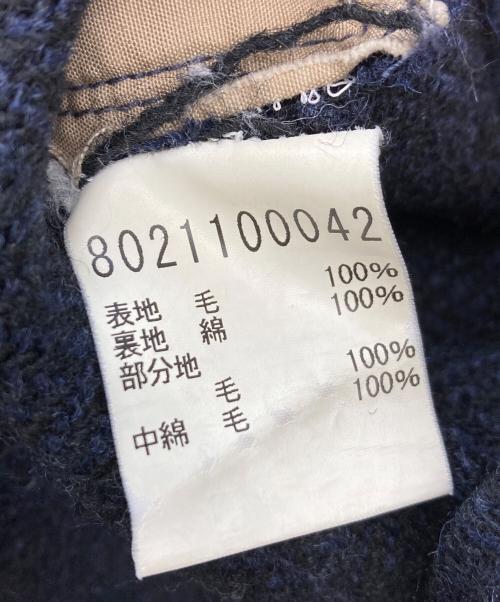 8021100042
表地 毛 100%
裏地 綿 100%
部分地
毛 100%
中綿 毛 100%